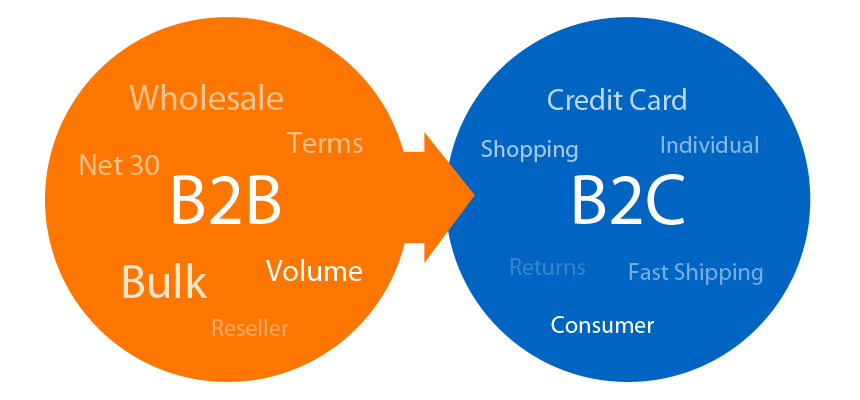 Wholesale
Terms
Net 30
B2B
Bulk
Volume
Reseller
Credit Card
Shopping
Individual
B2C
Returns
Fast Shipping
Consumer